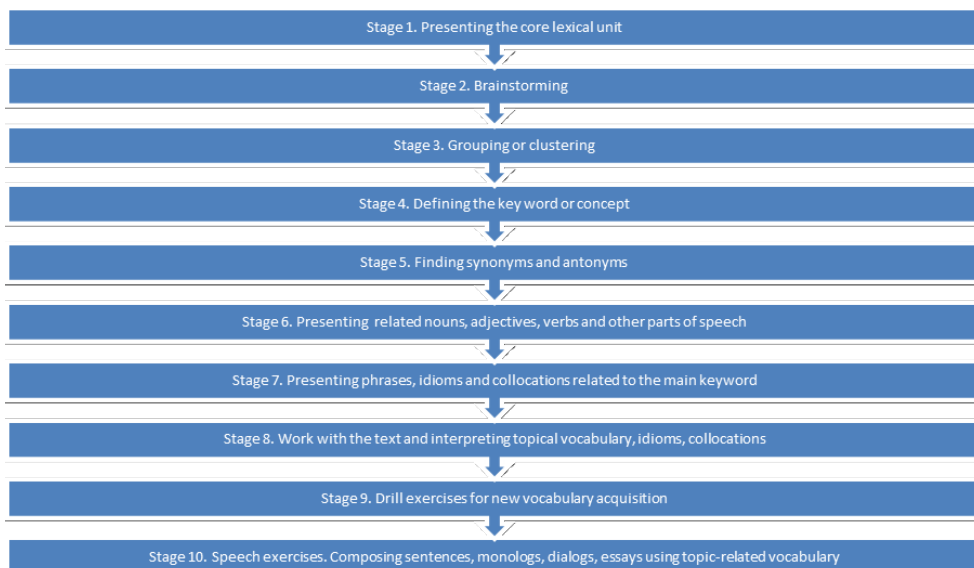 Stage 1. Presenting the core lexical unit
Stage 2. Brainstorming
Stage 3. Grouping or clustering
Stage 4. Defining the key word or concept
Stage 5. Finding synonyms and antonyms
Stage 6. Presenting  related nouns, adjectives, verbs and other parts of speech
Stage 7. Presenting phrases, idioms and collocations related to the main keyword
Stage 8. Work with the text and interpreting topical vocabulary, idioms, collocations
Stage 9. Drill exercises for new vocabulary acquisition
Stage 10. Speech exercises. Composing sentences, monologs, dialogs, essays using topic-related vocabulary